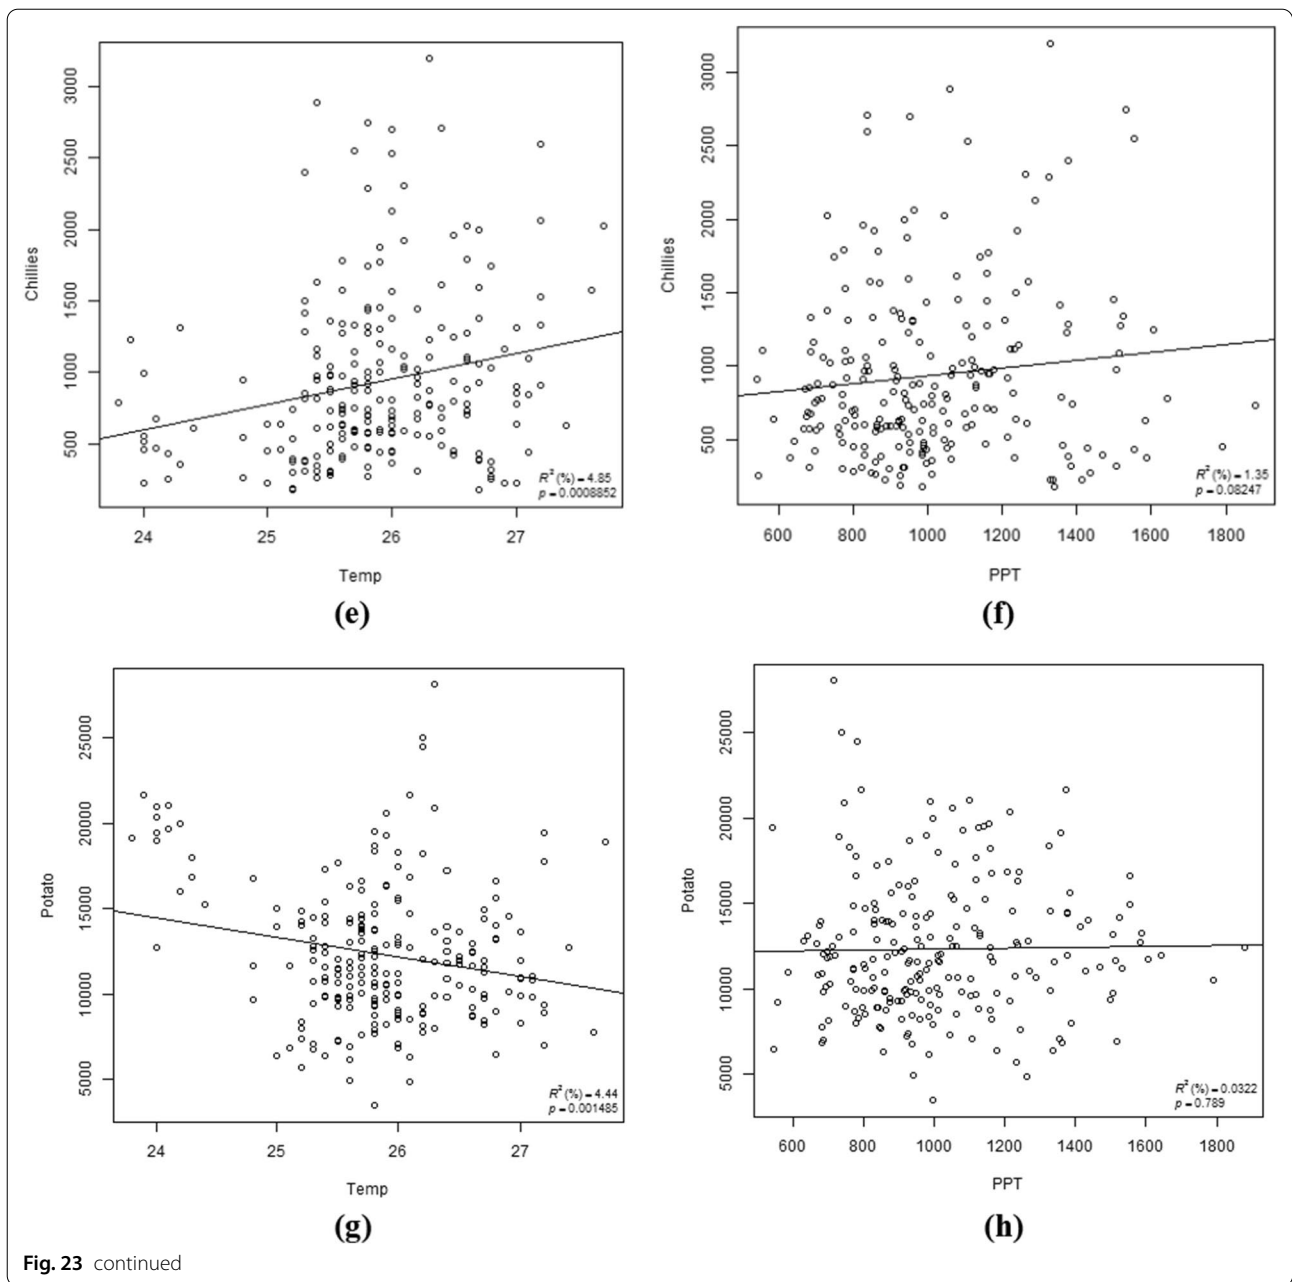 Chillies
3000
2500
2000
1500
1000
500
R² (%) = 4.85
p = 0.0008852
24 25 26 27
Temp
(e)
Chillies
3000
2500
2000
1500
1000
500
R² (%) = 1.35
p = 0.08247
600 800 1000 1200 1400 1600 1800
PPT
(f)
Potato
25000
20000
15000
10000
5000
R² (%) = 4.44
p = 0.001485
24 25 26 27
Temp
(g)
Potato
25000
20000
15000
10000
5000
R² (%) = 0.0322
p = 0.789
600 800 1000 1200 1400 1600 1800
PPT
(h)
Fig. 23 continued